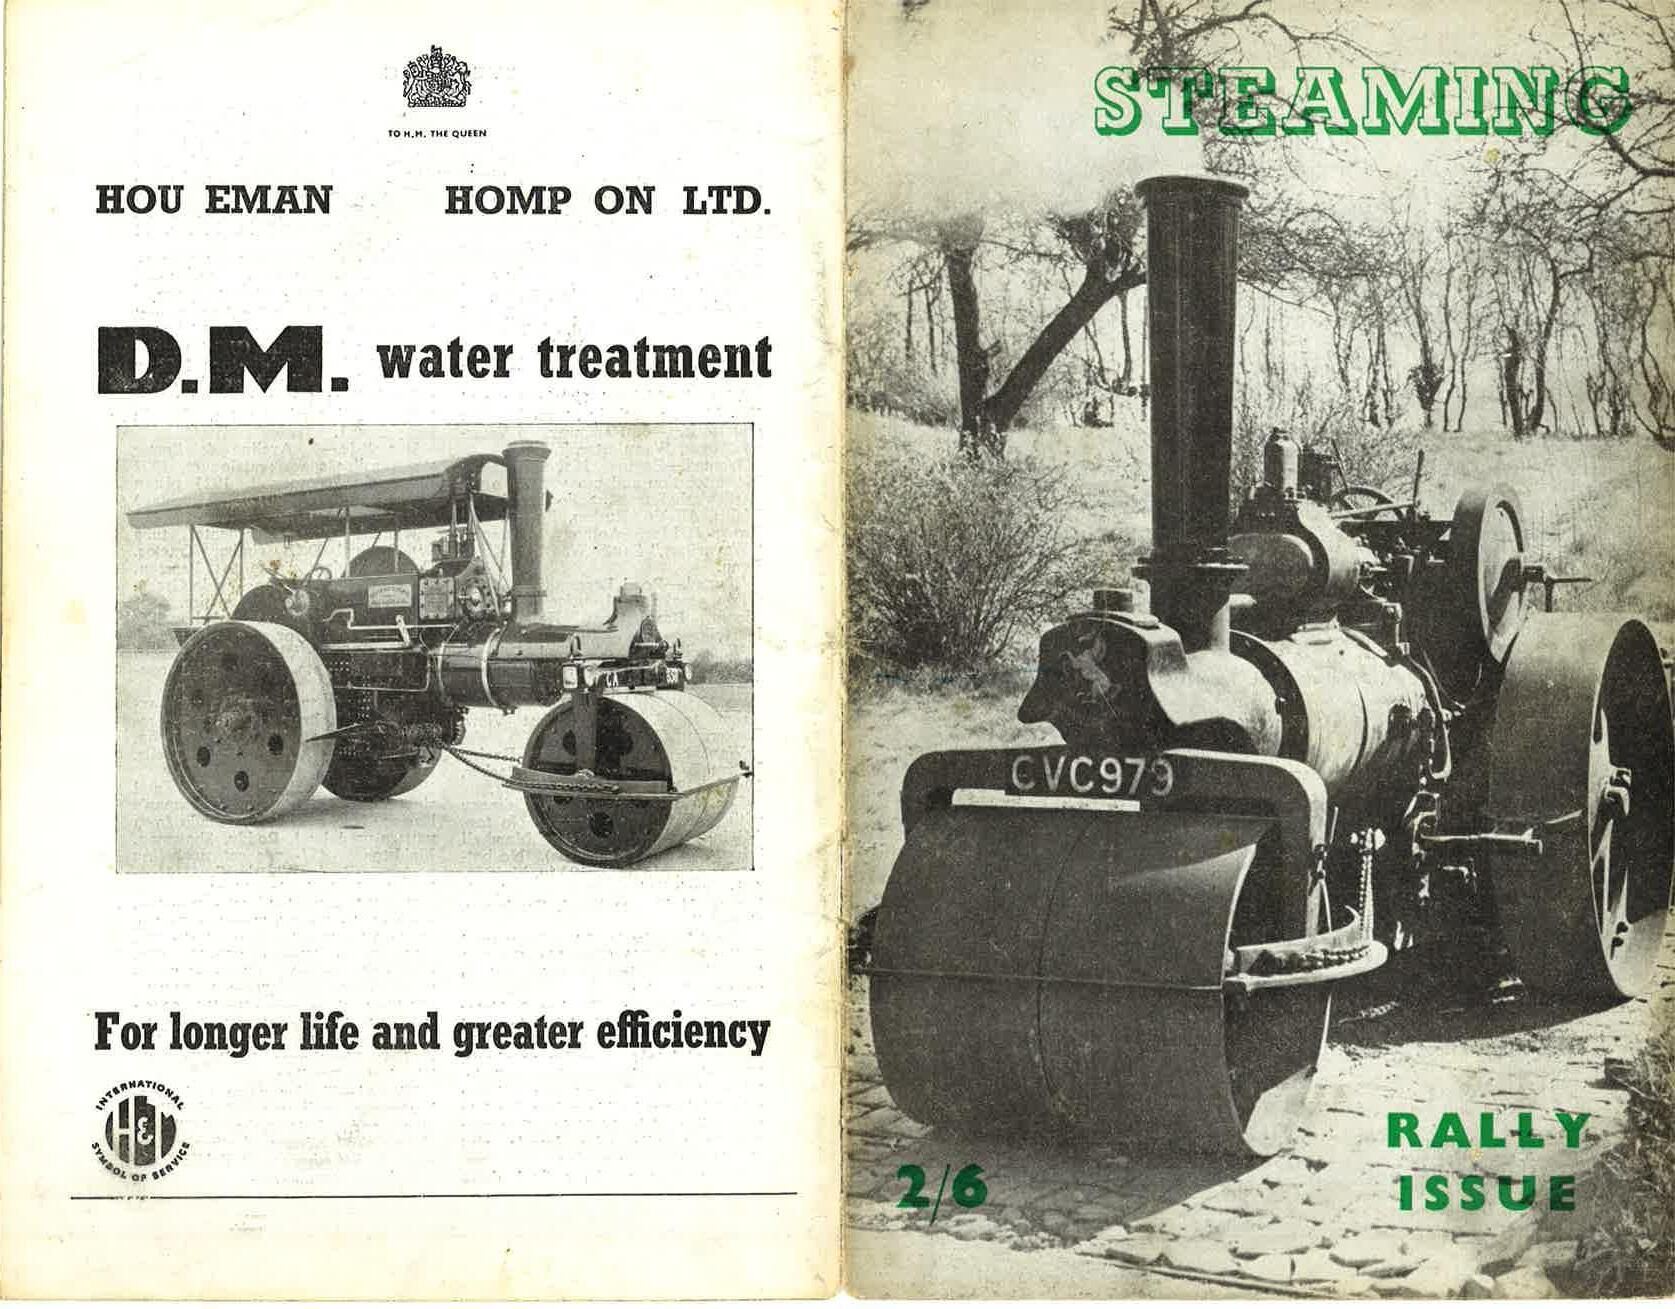 TO H.M. THE QUEEN
HOU EMAN HOMP ON LTD.
D.M. water treatment
CA
For longer life and greater efficiency
INTERNATIONAL
H&T
SYMBOL OF SERVICE
STEAMING
CVC979
2/6
RALLY
ISSUE